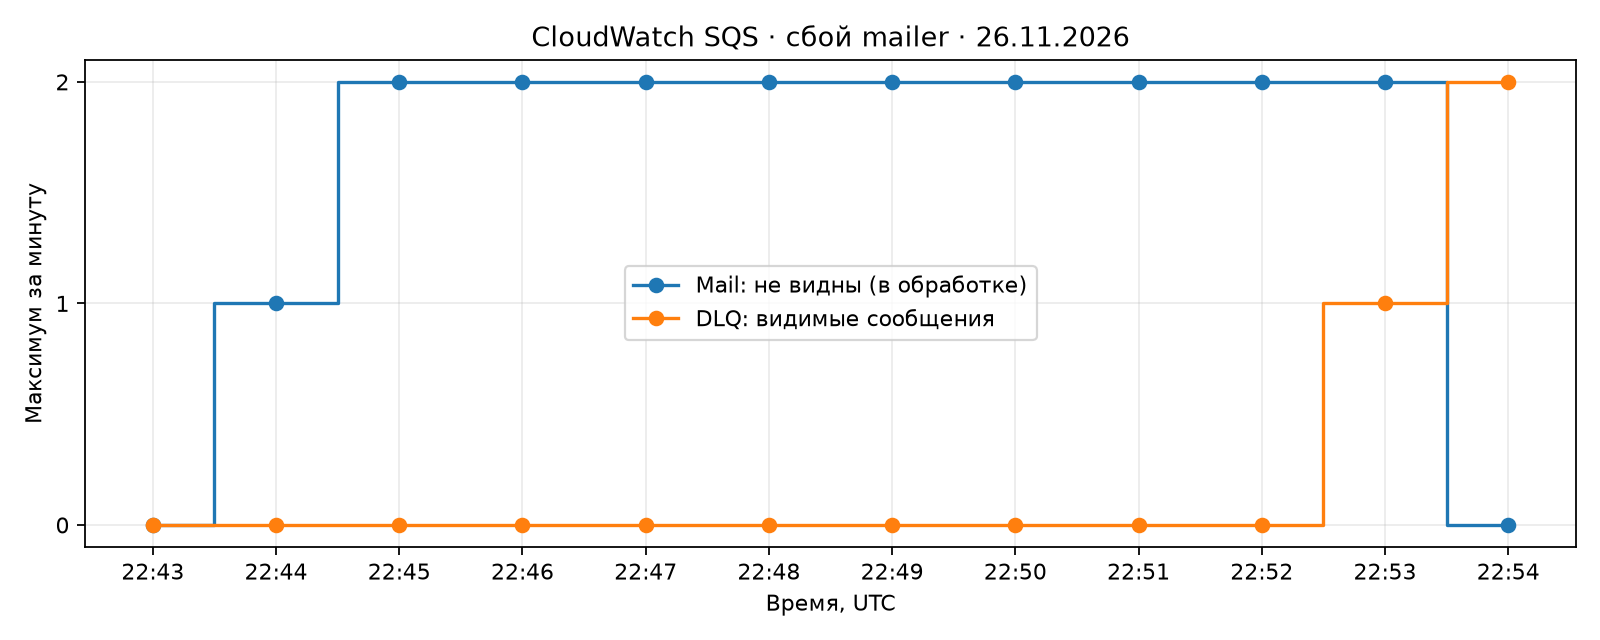 CloudWatch SQS · сбой mailer · 26.11.2026
Максимум за минуту
2
1
0
Mail: не видны (в обработке)
DLQ: видимые сообщения
22:43 22:44 22:45 22:46 22:47 22:48 22:49 22:50 22:51 22:52 22:53 22:54
Время, UTC